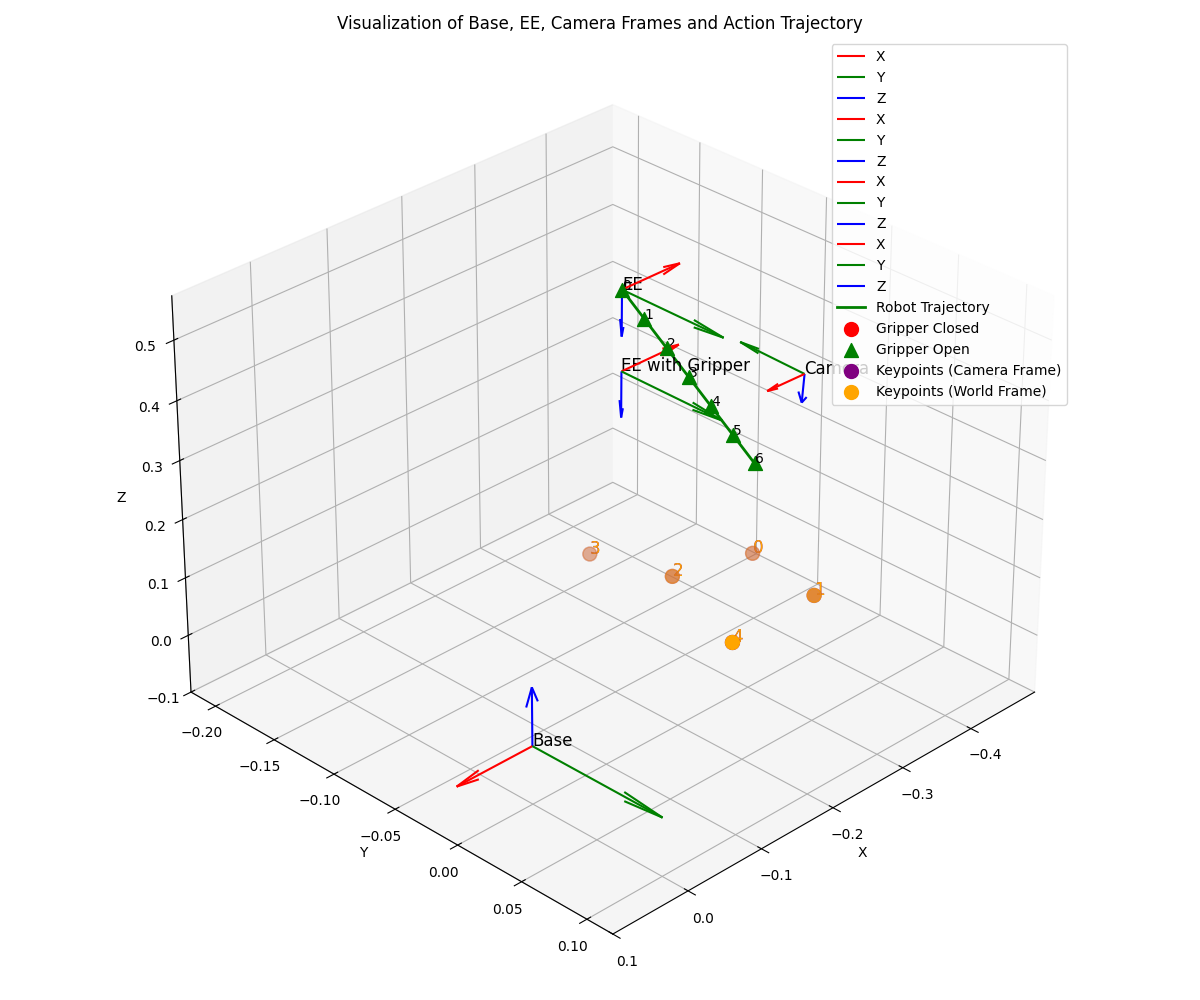 Visualization of Base, EE, Camera Frames and Action Trajectory
X
Y
Z
X
Y
Z
X
Y
Z
X
Y
Z
Robot Trajectory
Gripper Closed
Gripper Open
Keypoints (Camera Frame)
Keypoints (World Frame)
EE
1
2
EE with Gripper
3
Camera
4
5
6
0
3
2
1
4
Base
Z
0.5
0.4
0.3
0.2
0.1
0.0
−0.1
−0.20
−0.15
−0.10
−0.05
0.00
0.05
0.10
Y
−0.4
−0.3
−0.2
−0.1
0.0
0.1
X